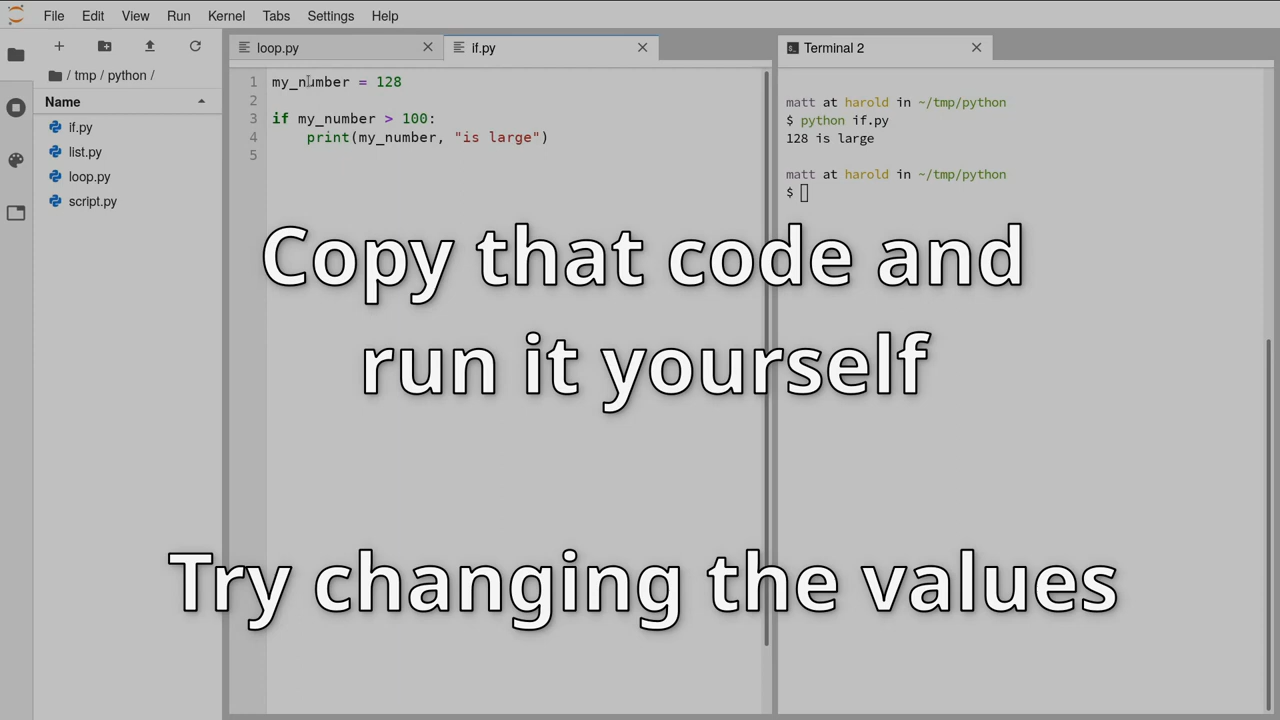 File Edit View Run Kernel Tabs Settings Help
/ tmp / python /
Name
if.py
list.py
loop.py
script.py
loop.py
if.py
1 my_number = 128
2
3 if my_number > 100:
4     print(my_number, "is large")
5
Terminal 2
matt at harold in ~/tmp/python
$ python if.py
128 is large
matt at harold in ~/tmp/python
$
Copy that code and
run it yourself
Try changing the values